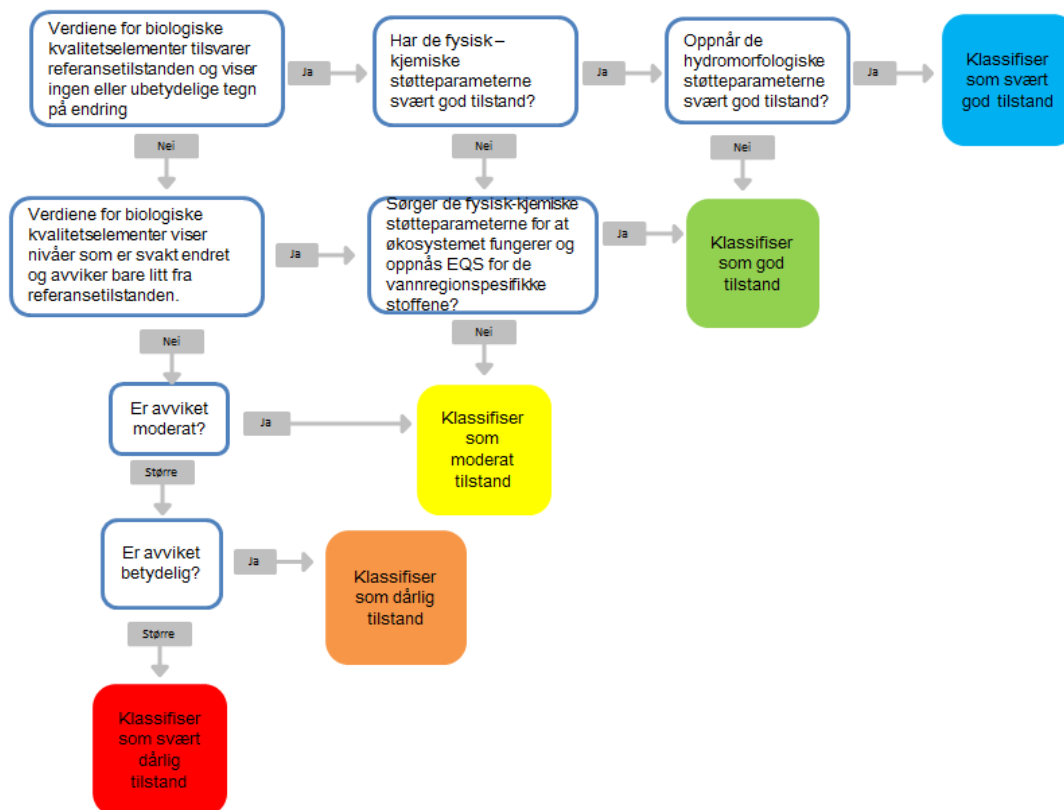 Verdiene for biologiske
kvalitetselementer tilsvarer
referansetilstanden og viser
ingen eller ubetydelige tegn
på endring
Ja
Har de fysisk –
kjemiske
støtteparameterne
svært god tilstand?
Ja
Oppnår de
hydromorfologiske
støtteparameterne
svært god tilstand?
Ja
Klassifiser
som svært
god tilstand
Nei
Nei
Nei
Verdiene for biologiske
kvalitetselementer viser
nivåer som er svakt endret
og avviker bare litt fra
referansetilstanden.
Ja
Sørger de fysisk-kjemiske
støtteparameterne for at
økosystemet fungerer og
oppnås EQS for de
vannregionspesifikke
stoffene?
Ja
Klassifiser
som god
tilstand
Nei
Nei
Er avviket
moderat?
Ja
Klassifiser
som
moderat
tilstand
Større
Er avviket
betydelig?
Ja
Klassifiser
som dårlig
tilstand
Større
Klassifiser
som svært
dårlig
tilstand